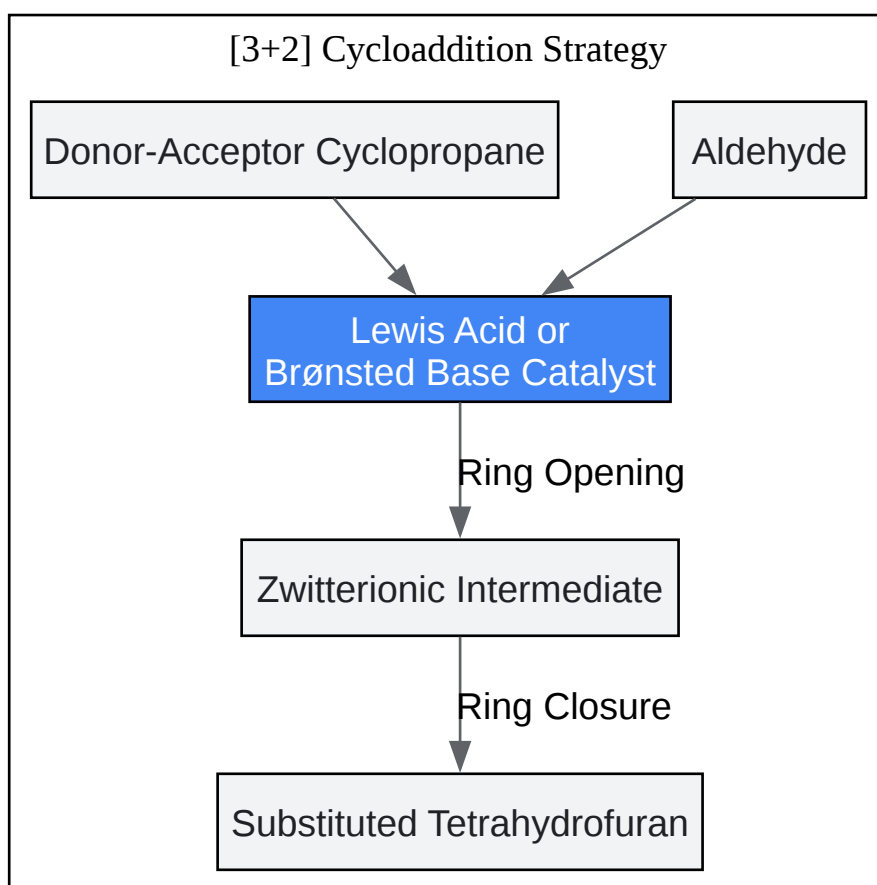 [3+2] Cycloaddition Strategy
Donor-Acceptor Cyclopropane
Aldehyde
Lewis Acid or
Brønsted Base Catalyst
Ring Opening
Zwitterionic Intermediate
Ring Closure
Substituted Tetrahydrofuran